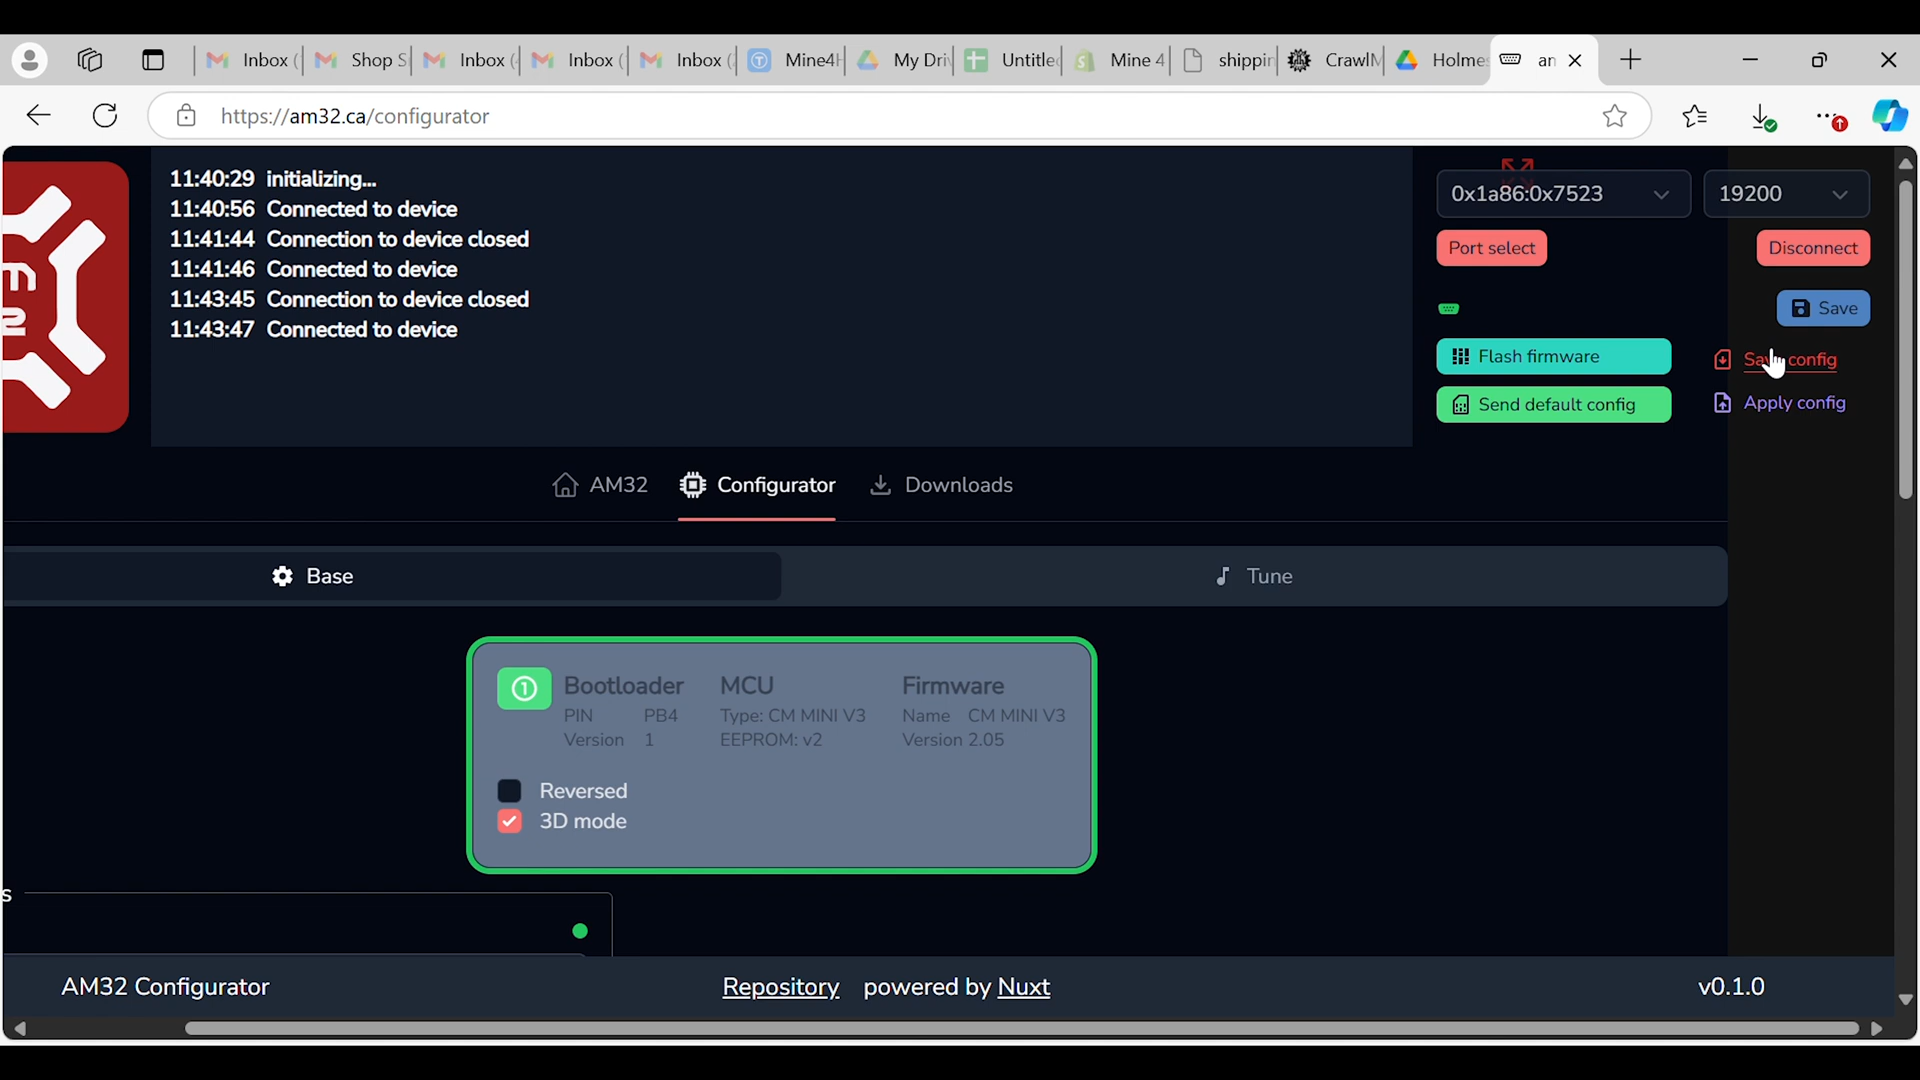 Inbox ( Shop S Inbox ( Inbox ( Inbox ( Mine4 My Driv Untitle Mine 4 shippin CrawlM Holmes an
https://am32.ca/configurator
11:40:29 initializing...
11:40:56 Connected to device
11:41:44 Connection to device closed
11:41:46 Connected to device
11:43:45 Connection to device closed
11:43:47 Connected to device
0x1a86:0x7523 19200
Port select Disconnect
Save
Flash firmware Save config
Send default config Apply config
AM32 Configurator Downloads
Base Tune
Bootloader MCU Firmware
PIN PB4 Type: CM MINI V3 Name CM MINI V3
Version 1 EEPROM: v2 Version 2.05
Reversed
3D mode
s
AM32 Configurator Repository powered by Nuxt v0.1.0